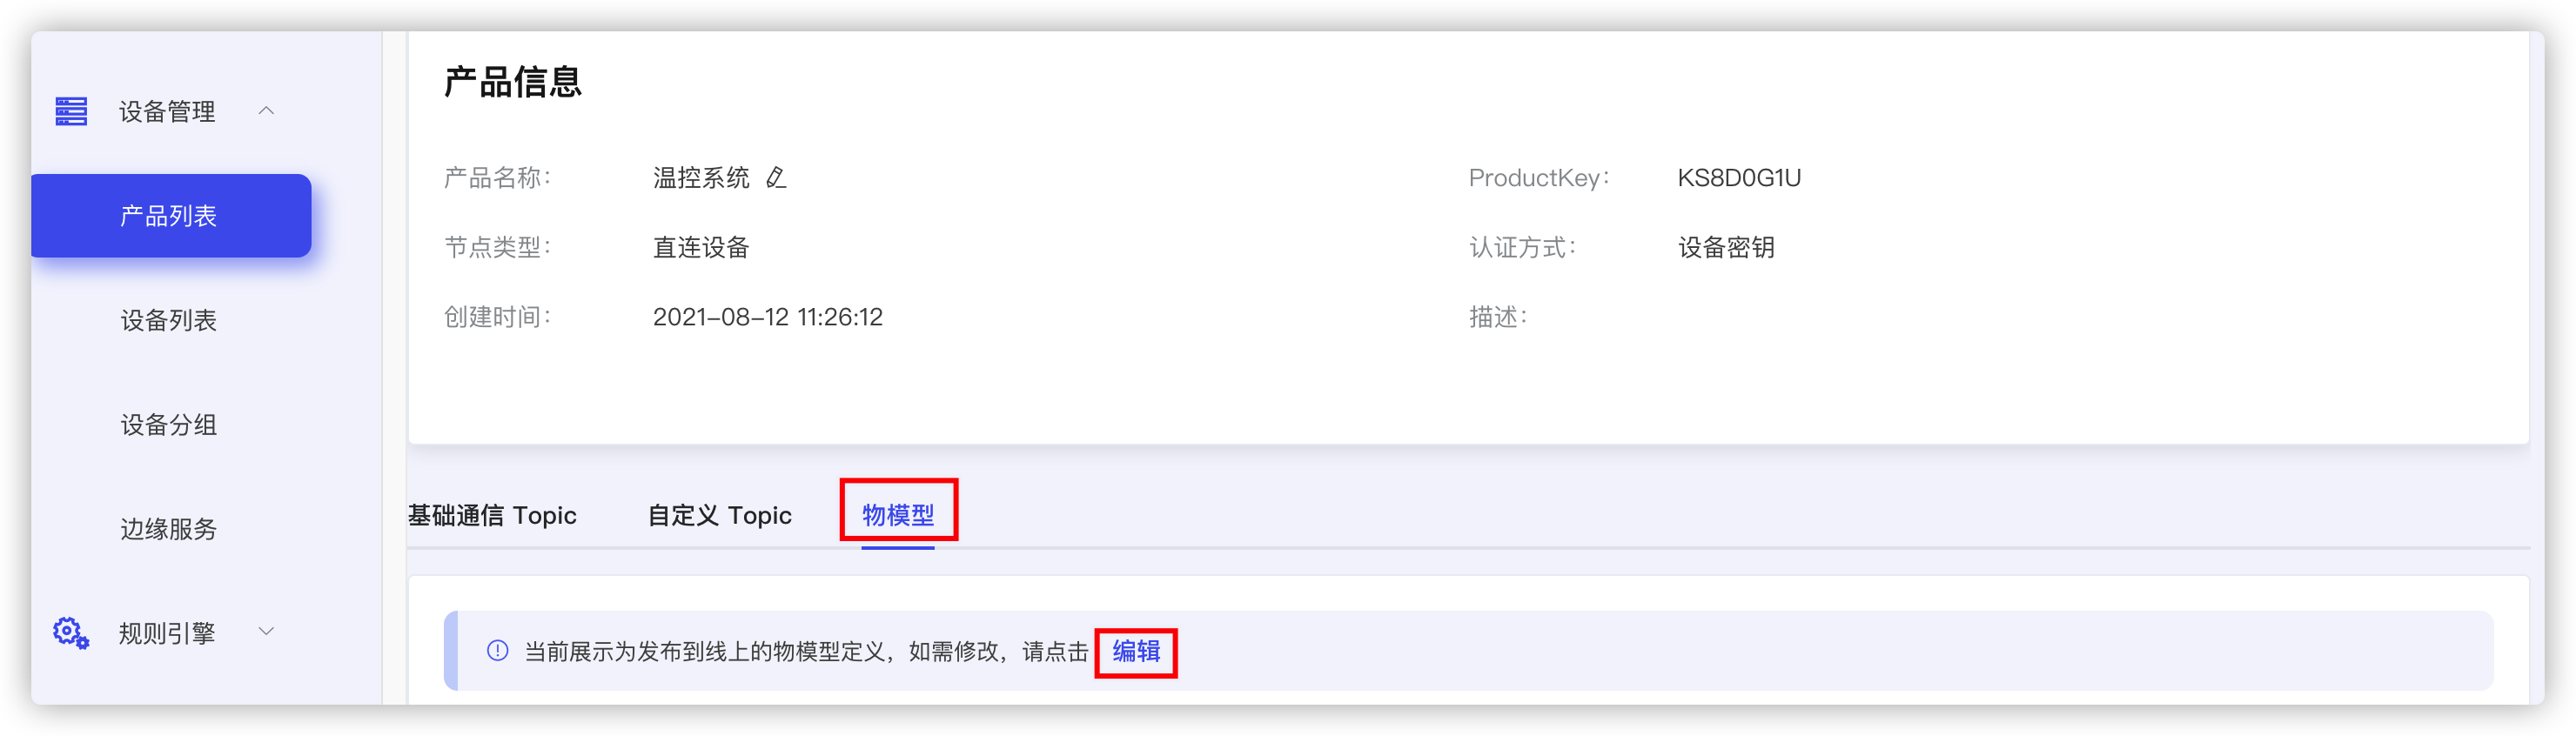 设备管理
产品列表
设备列表
设备分组
边缘服务
规则引擎
产品信息
产品名称: 温控系统
ProductKey: KS8D0G1U
节点类型: 直连设备
认证方式: 设备密钥
创建时间: 2021-08-12 11:26:12
描述:
基础通信 Topic 自定义 Topic 物模型
当前展示为发布到线上的物模型定义，如需修改，请点击 编辑